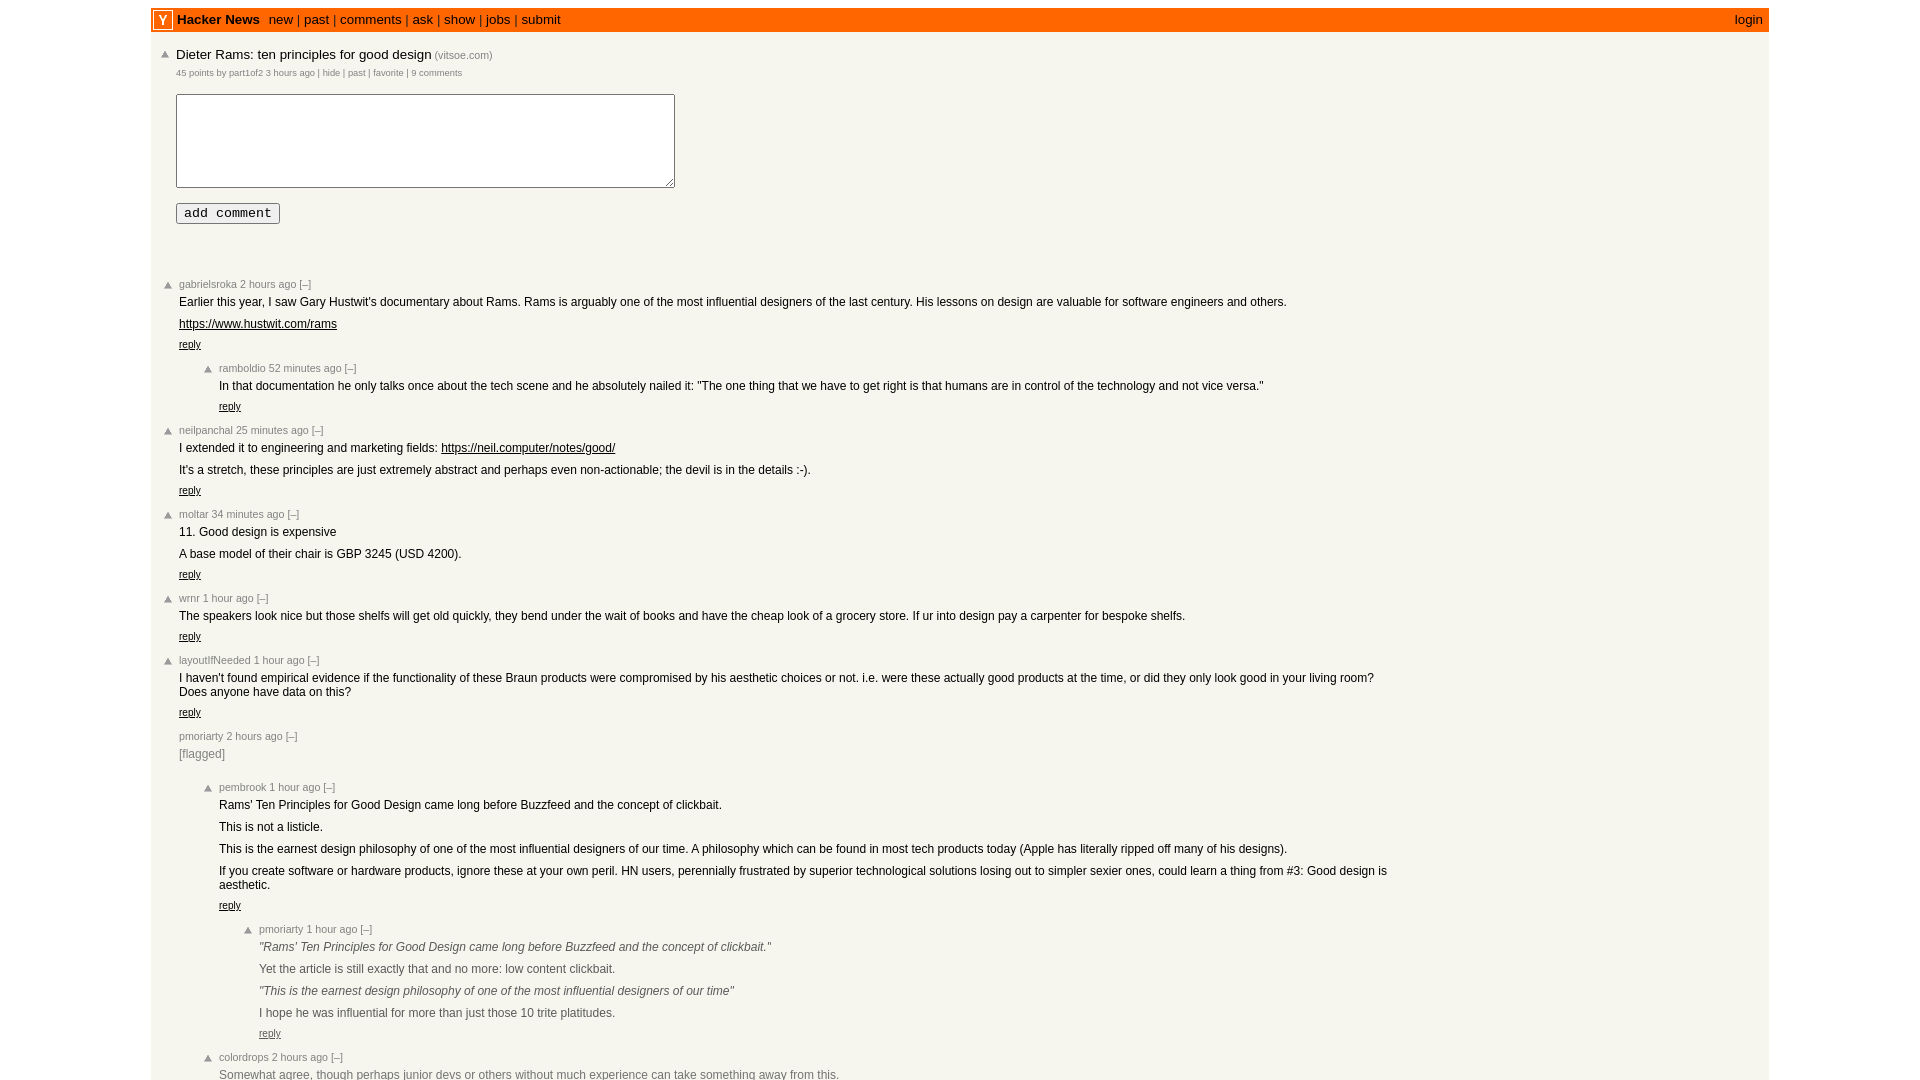 Y Hacker News new | past | comments | ask | show | jobs | submit login
Dieter Rams: ten principles for good design (vitsoe.com)
45 points by part1of2 3 hours ago | hide | past | favorite | 9 comments
add comment
gabrielsroka 2 hours ago [–]
Earlier this year, I saw Gary Hustwit's documentary about Rams. Rams is arguably one of the most influential designers of the last century. His lessons on design are valuable for software engineers and others.
https://www.hustwit.com/rams
reply
ramboldio 52 minutes ago [–]
In that documentation he only talks once about the tech scene and he absolutely nailed it: "The one thing that we have to get right is that humans are in control of the technology and not vice versa."
reply
neilpanchal 25 minutes ago [–]
I extended it to engineering and marketing fields: https://neil.computer/notes/good/
It's a stretch, these principles are just extremely abstract and perhaps even non-actionable; the devil is in the details :-).
reply
moltar 34 minutes ago [–]
11. Good design is expensive
A base model of their chair is GBP 3245 (USD 4200).
reply
wrnr 1 hour ago [–]
The speakers look nice but those shelfs will get old quickly, they bend under the wait of books and have the cheap look of a grocery store. If ur into design pay a carpenter for bespoke shelfs.
reply
layoutIfNeeded 1 hour ago [–]
I haven't found empirical evidence if the functionality of these Braun products were compromised by his aesthetic choices or not. i.e. were these actually good products at the time, or did they only look good in your living room?
Does anyone have data on this?
reply
pmoriarty 2 hours ago [–]
[flagged]
pembrook 1 hour ago [–]
Rams' Ten Principles for Good Design came long before Buzzfeed and the concept of clickbait.
This is not a listicle.
This is the earnest design philosophy of one of the most influential designers of our time. A philosophy which can be found in most tech products today (Apple has literally ripped off many of his designs).
If you create software or hardware products, ignore these at your own peril. HN users, perennially frustrated by superior technological solutions losing out to simpler sexier ones, could learn a thing from #3: Good design is
aesthetic.
reply
pmoriarty 1 hour ago [–]
"Rams' Ten Principles for Good Design came long before Buzzfeed and the concept of clickbait."
Yet the article is still exactly that and no more: low content clickbait.
"This is the earnest design philosophy of one of the most influential designers of our time"
I hope he was influential for more than just those 10 trite platitudes.
reply
colordrops 2 hours ago [–]
Somewhat agree, though perhaps junior devs or others without much experience can take something away from this.